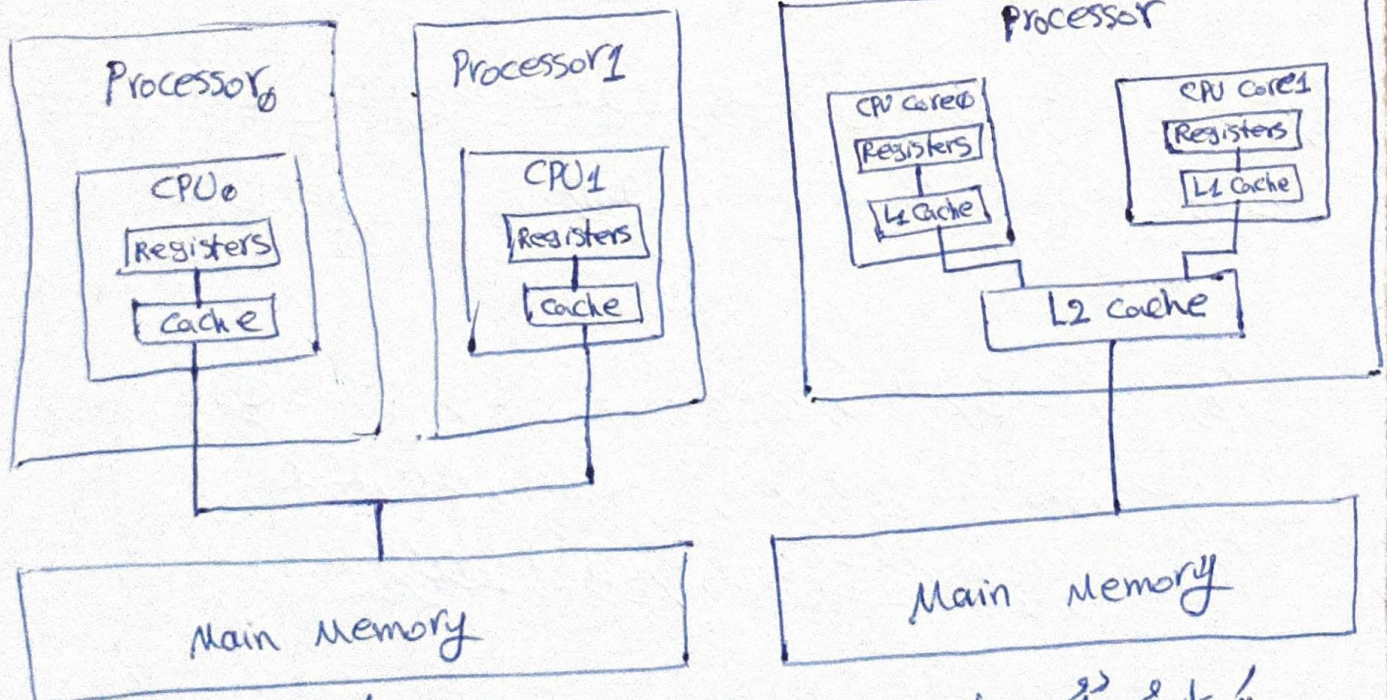 Processor0
CPU0
Registers
Cache
Processor1
CPU1
Registers
Cache
Main Memory
Processor
CPU Core0
Registers
L1 Cache
CPU Core1
Registers
L1 Cache
L2 Cache
Main Memory